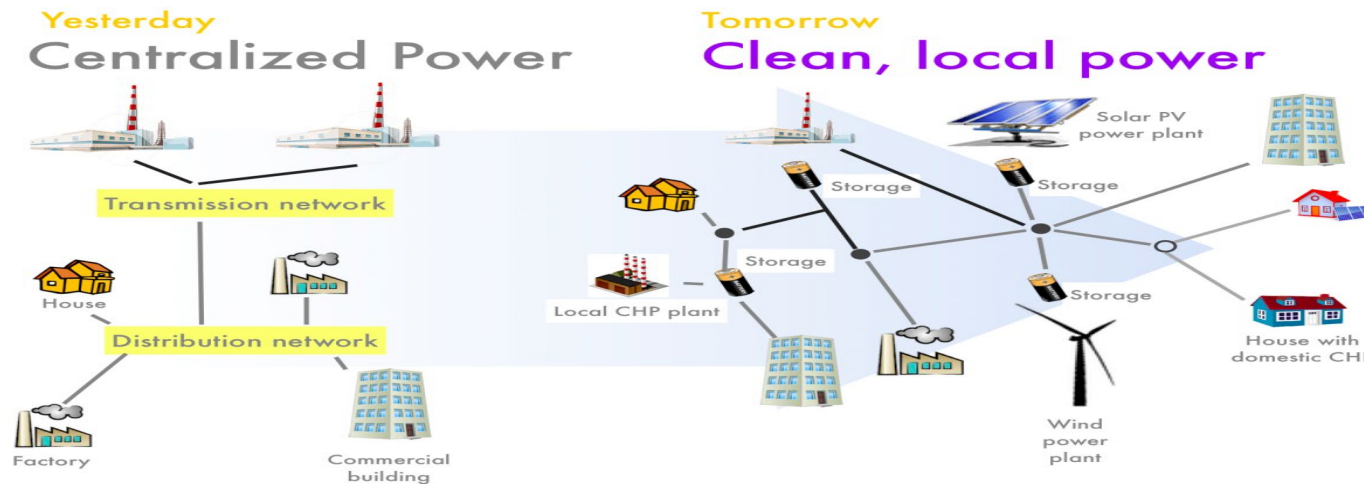 Yesterday
Centralized Power
Transmission network
House
Distribution network
Factory
Commercial
building
Tomorrow
Clean, local power
Solar PV
power plant
Storage
Storage
Storage
Local CHP plant
Storage
House with
domestic CH
Wind
power
plant